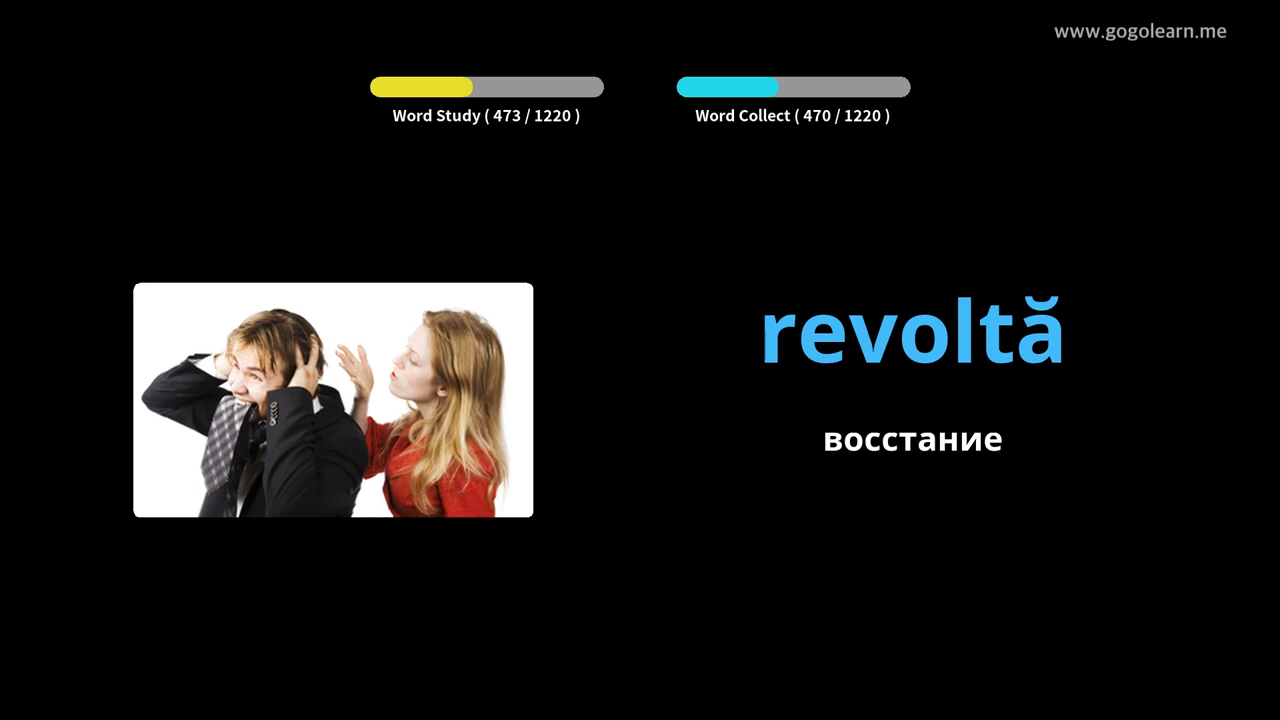 www.gogolearn.me
Word Study ( 473 / 1220 )
Word Collect ( 470 / 1220 )
revoltă
восстание